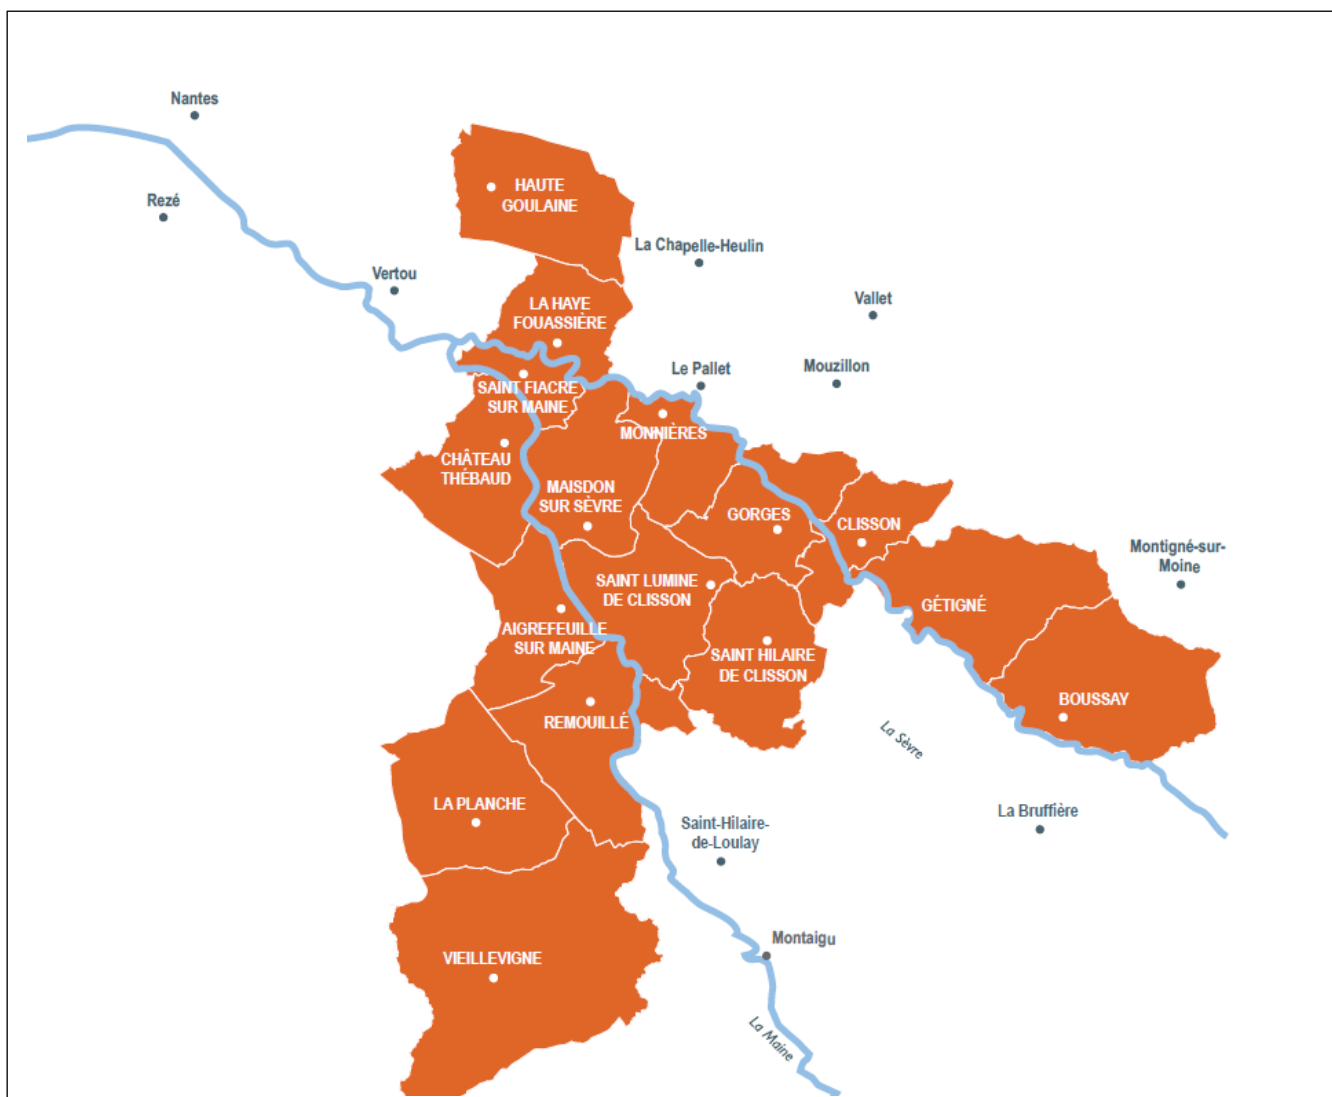 Nantes
HAUTE
GOULAINE
Rezé
La Chapelle-Heulin
Vertou
LA HAYE
FOUASSIÈRE
Vallet
Le Pallet
Mouzillon
SAINT FIACRE
SUR MAINE
MONNIÈRES
CHÂTEAU
THÉBAUD
MAISDON
SUR SÈVRE
GORGES
CLISSON
Montigné-sur-
Moine
SAINT LUMINE
DE CLISSON
GÉTIGNÉ
AIGREFEUILLE
SUR MAINE
SAINT HILAIRE
DE CLISSON
BOUSSAY
REMOUILLÉ
La Sèvre
LA PLANCHE
La Bruffière
Saint-Hilaire-
de-Loulay
Montaigu
VIEILLEVIGNE
La Maine